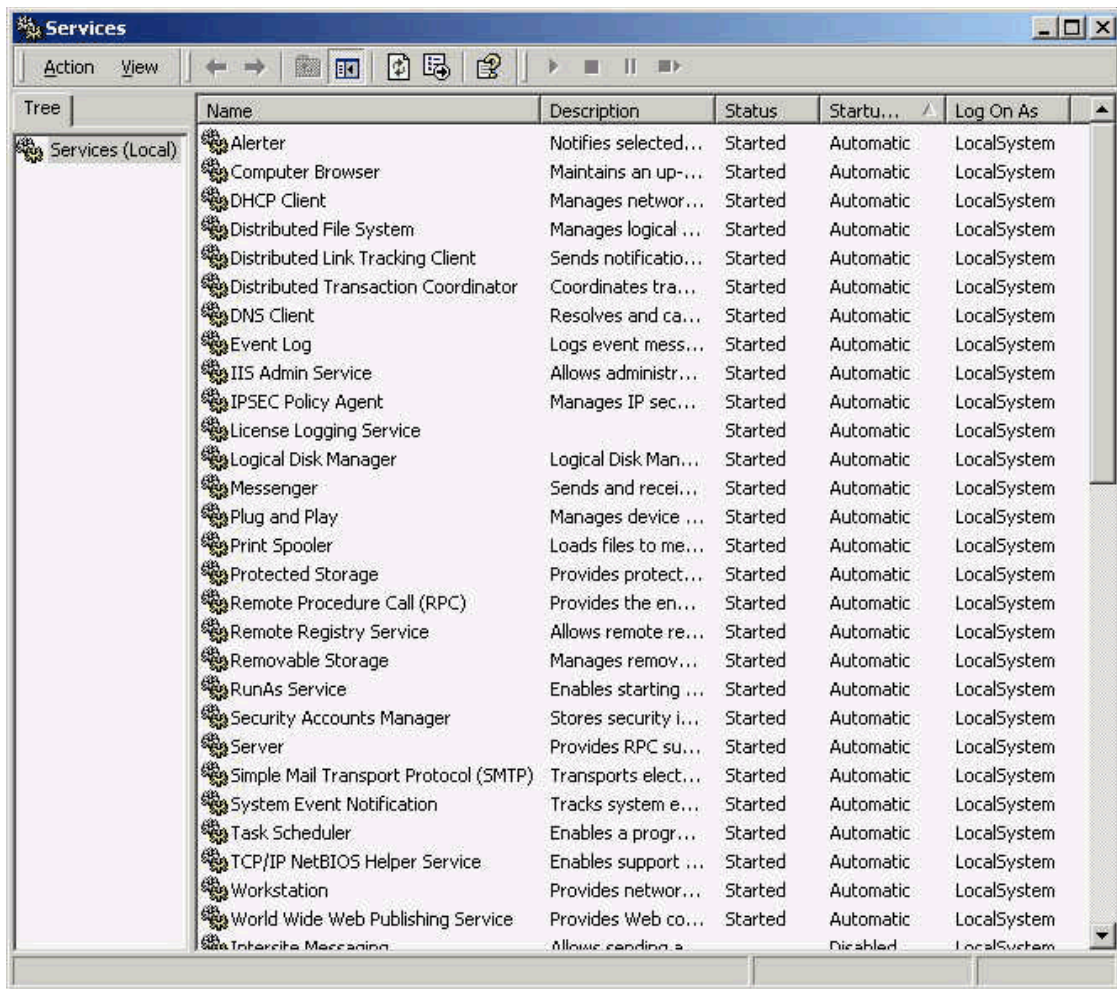 Services
Action View
Tree
Services (Local)
Name Description Status Startu... Log On As
Alerter Notifies selected... Started Automatic LocalSystem
Computer Browser Maintains an up-... Started Automatic LocalSystem
DHCP Client Manages networ... Started Automatic LocalSystem
Distributed File System Manages logical ... Started Automatic LocalSystem
Distributed Link Tracking Client Sends notificatio... Started Automatic LocalSystem
Distributed Transaction Coordinator Coordinates tra... Started Automatic LocalSystem
DNS Client Resolves and ca... Started Automatic LocalSystem
Event Log Logs event mess... Started Automatic LocalSystem
IIS Admin Service Allows administr... Started Automatic LocalSystem
IPSEC Policy Agent Manages IP sec... Started Automatic LocalSystem
License Logging Service Started Automatic LocalSystem
Logical Disk Manager Logical Disk Man... Started Automatic LocalSystem
Messenger Sends and recei... Started Automatic LocalSystem
Plug and Play Manages device ... Started Automatic LocalSystem
Print Spooler Loads files to me... Started Automatic LocalSystem
Protected Storage Provides protect... Started Automatic LocalSystem
Remote Procedure Call (RPC) Provides the en... Started Automatic LocalSystem
Remote Registry Service Allows remote re... Started Automatic LocalSystem
Removable Storage Manages remov... Started Automatic LocalSystem
RunAs Service Enables starting ... Started Automatic LocalSystem
Security Accounts Manager Stores security i... Started Automatic LocalSystem
Server Provides RPC su... Started Automatic LocalSystem
Simple Mail Transport Protocol (SMTP) Transports elect... Started Automatic LocalSystem
System Event Notification Tracks system e... Started Automatic LocalSystem
Task Scheduler Enables a progr... Started Automatic LocalSystem
TCP/IP NetBIOS Helper Service Enables support ... Started Automatic LocalSystem
Workstation Provides networ... Started Automatic LocalSystem
World Wide Web Publishing Service Provides Web co... Started Automatic LocalSystem
Intersite Messaging Allows sending a Disabled LocalSystem